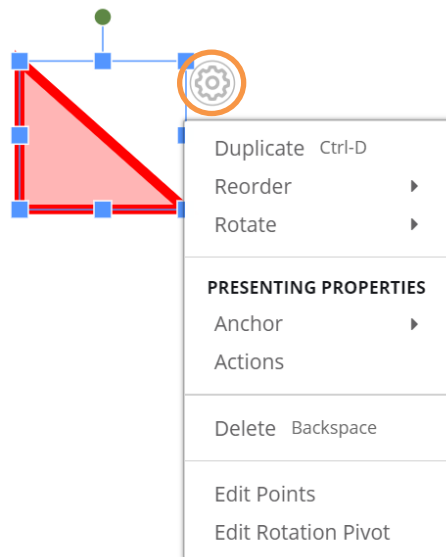 Duplicate Ctrl-D
Reorder
Rotate
PRESENTING PROPERTIES
Anchor
Actions
Delete Backspace
Edit Points
Edit Rotation Pivot